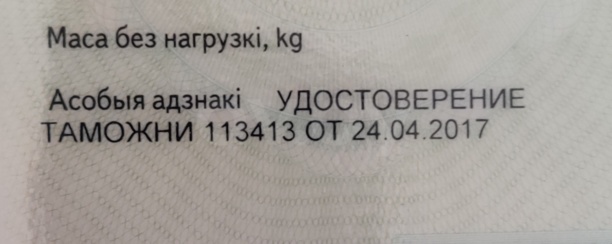 Маса без нагрузкі, kg
Асобыя адзнакі УДОСТОВЕРЕНИЕ
ТАМОЖНИ 113413 ОТ 24.04.2017